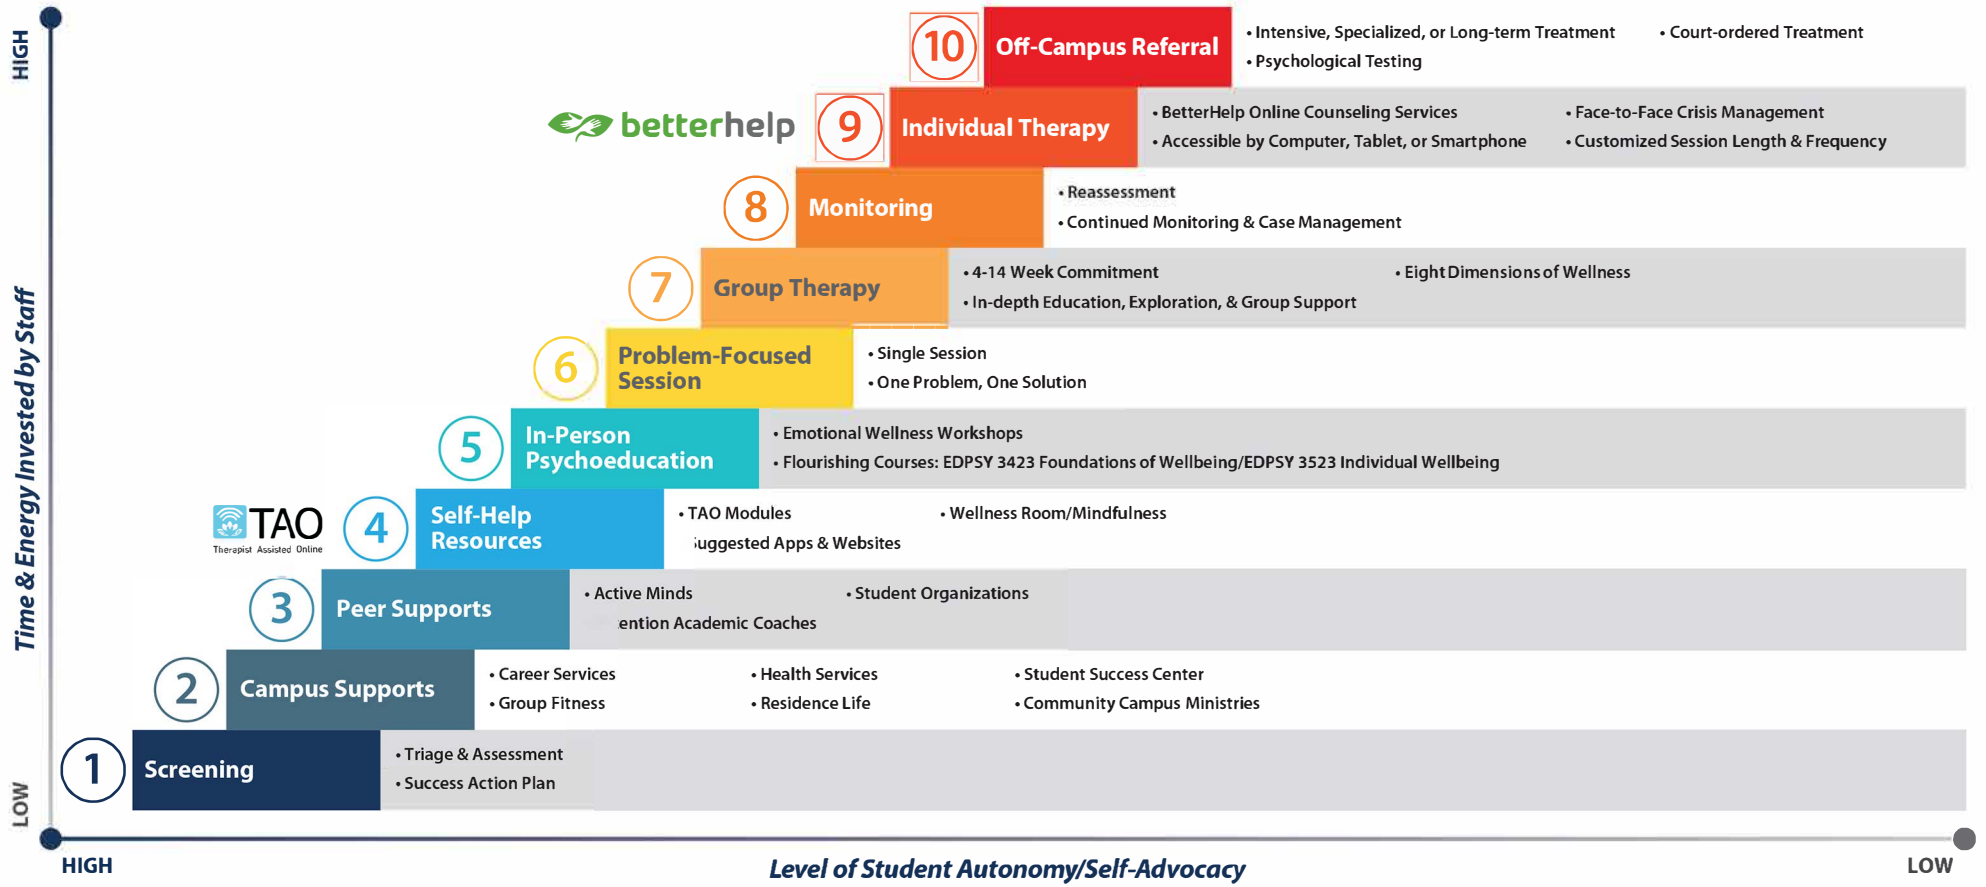 HIGH
10 Off-Campus Referral
• Intensive, Specialized, or Long-term Treatment • Court-ordered Treatment
• Psychological Testing
betterhelp
9 Individual Therapy
• BetterHelp Online Counseling Services • Face-to-Face Crisis Management
• Accessible by Computer, Tablet, or Smartphone • Customized Session Length & Frequency
8 Monitoring
• Reassessment
• Continued Monitoring & Case Management
7 Group Therapy
• 4-14 Week Commitment • Eight Dimensions of Wellness
• In-depth Education, Exploration, & Group Support
6 Problem-Focused
Session
• Single Session
• One Problem, One Solution
5 In-Person
Psychoeducation
• Emotional Wellness Workshops
• Flourishing Courses: EDPSY 3423 Foundations of Wellbeing/EDPSY 3523 Individual Wellbeing
TAO
Therapist Assisted Online
4 Self-Help
Resources
• TAO Modules • Wellness Room/Mindfulness
uggested Apps & Websites
3 Peer Supports
• Active Minds • Student Organizations
ention Academic Coaches
2 Campus Supports
• Career Services • Health Services • Student Success Center
• Group Fitness • Residence Life • Community Campus Ministries
1 Screening
• Triage & Assessment
• Success Action Plan
Time & Energy Invested by Staff
LOW
HIGH
Level of Student Autonomy/Self-Advocacy
LOW